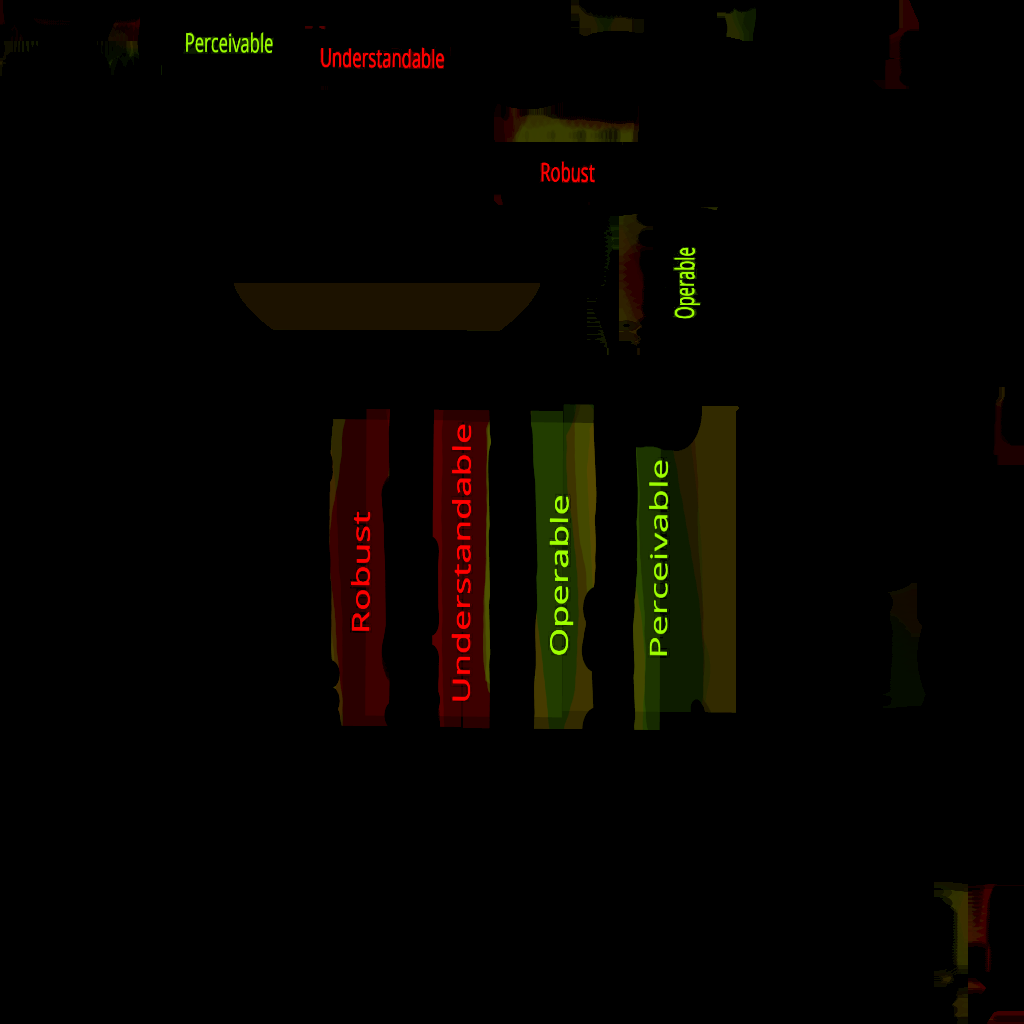 Perceivable
Understandable
Robust
Operable
Robust
Understandable
Operable
Perceivable